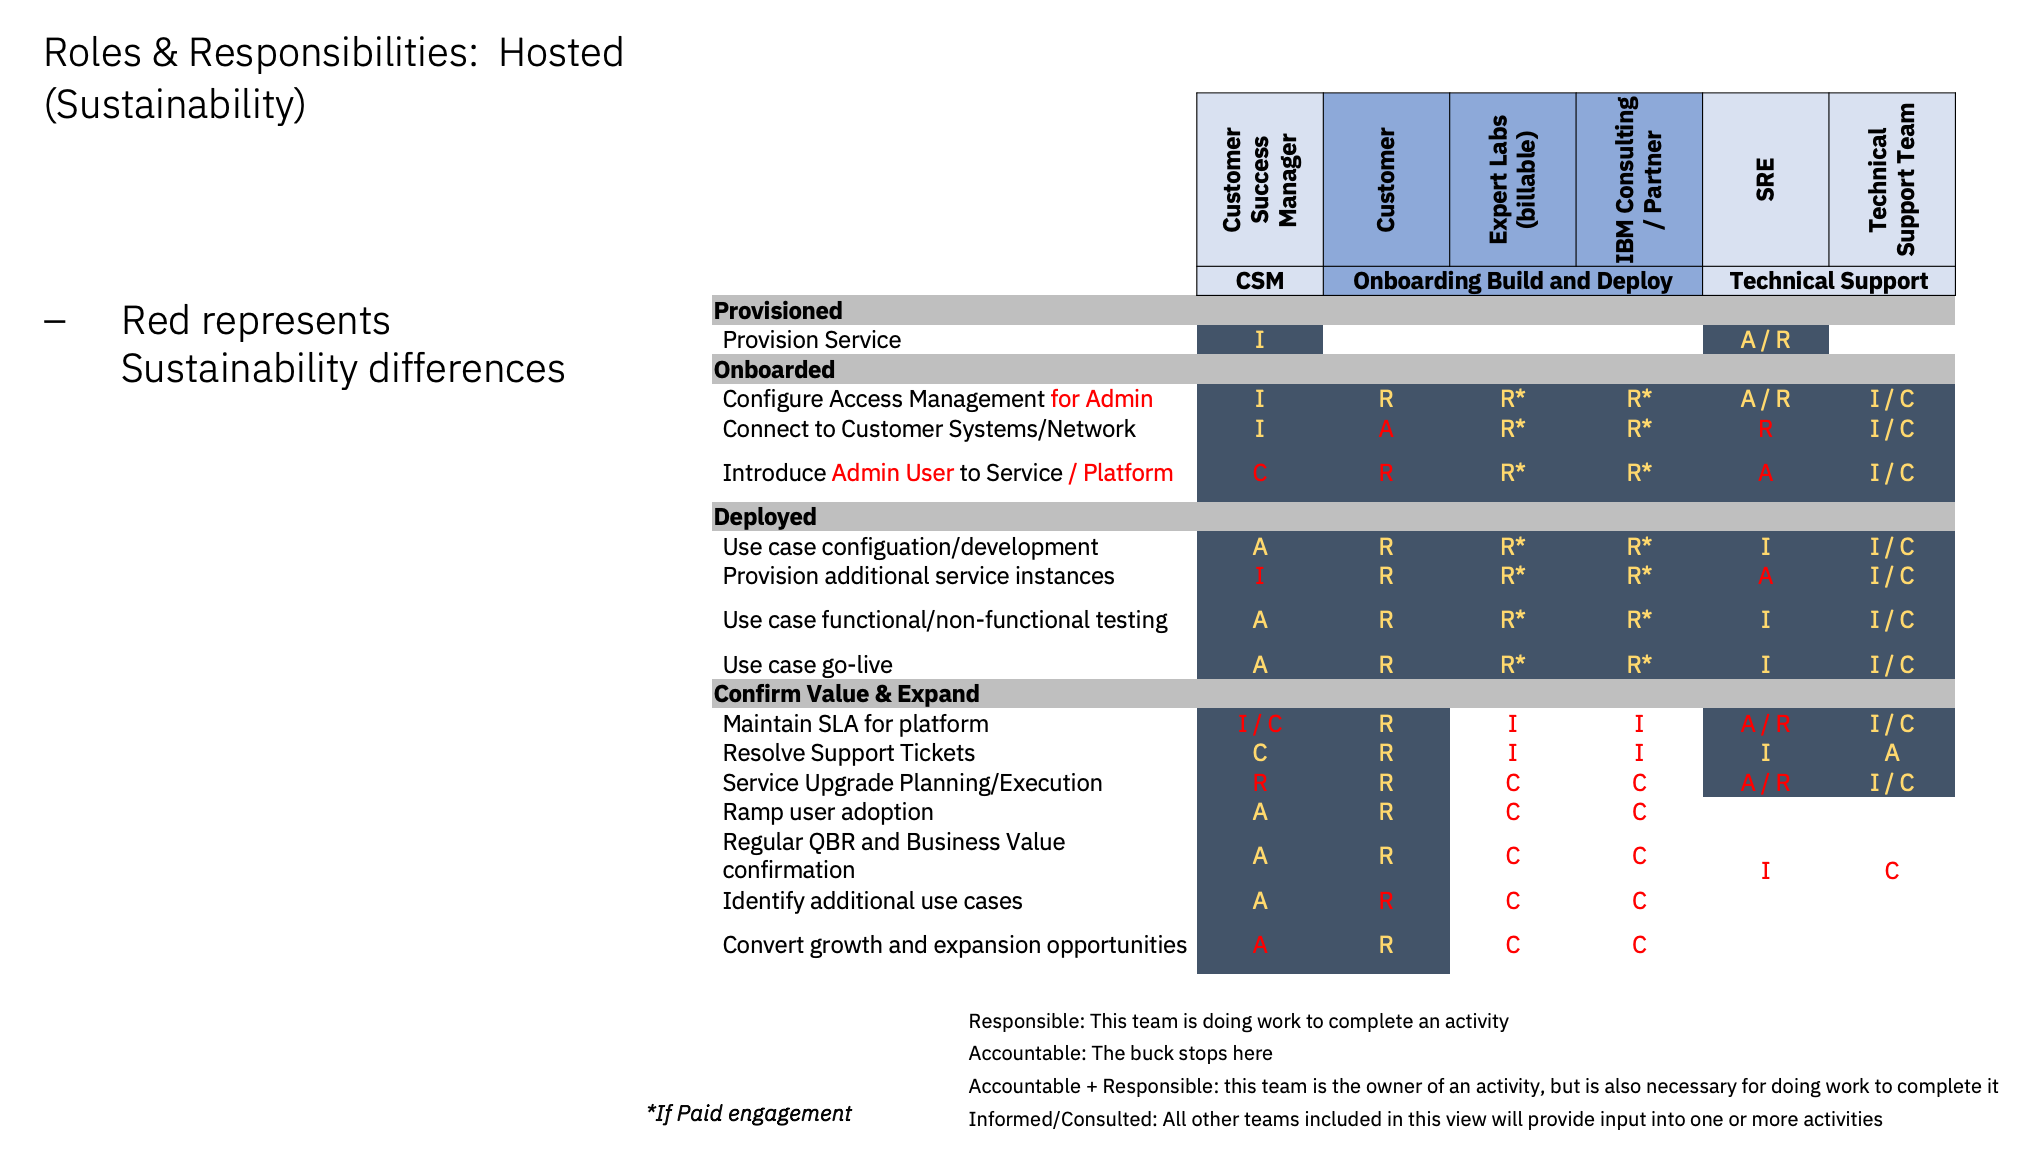 Roles & Responsibilities:  Hosted
(Sustainability)
– Red represents
Sustainability differences
Customer
Success
Manager
Customer
Expert Labs
(billable)
IBM Consulting
/ Partner
SRE
Technical
Support Team
CSM Onboarding Build and Deploy Technical Support
Provisioned
Provision Service I A / R
Onboarded
Configure Access Management for Admin I R R* R* A / R I / C
Connect to Customer Systems/Network I A R* R* R I / C
Introduce Admin User to Service / Platform C R R* R* A I / C
Deployed
Use case configuation/development A R R* R* I I / C
Provision additional service instances I R R* R* A I / C
Use case functional/non-functional testing A R R* R* I I / C
Use case go-live A R R* R* I I / C
Confirm Value & Expand
Maintain SLA for platform I / C R I I A / R I / C
Resolve Support Tickets C R I I I A
Service Upgrade Planning/Execution R R C C A / R I / C
Ramp user adoption A R C C
Regular QBR and Business Value
confirmation A R C C I C
Identify additional use cases A R C C
Convert growth and expansion opportunities A R C C
Responsible: This team is doing work to complete an activity
Accountable: The buck stops here
Accountable + Responsible: this team is the owner of an activity, but is also necessary for doing work to complete it
*If Paid engagement
Informed/Consulted: All other teams included in this view will provide input into one or more activities